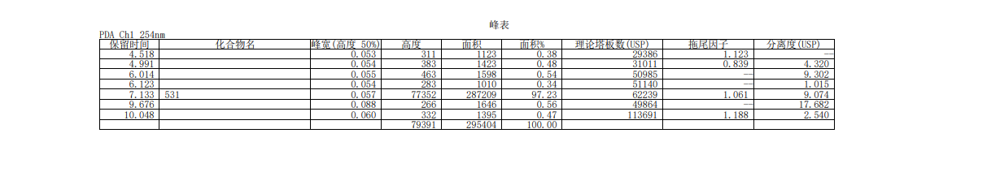 峰表
PDA Ch1 254nm
保留时间 化合物名 峰宽(高度 50%) 高度 面积 面积% 理论塔板数(USP) 拖尾因子 分离度(USP)
4.518 0.053 311 1123 0.38 29386 1.123 --
4.991 0.054 383 1423 0.48 31011 0.839 4.320
6.014 0.055 463 1598 0.54 50985 -- 9.302
6.123 0.054 283 1010 0.34 51140 -- 1.015
7.133 531 0.057 77352 287209 97.23 62239 1.061 9.074
9.676 0.088 266 1646 0.56 49864 -- 17.682
10.048 0.060 332 1395 0.47 113691 1.188 2.540
79391 295404 100.00